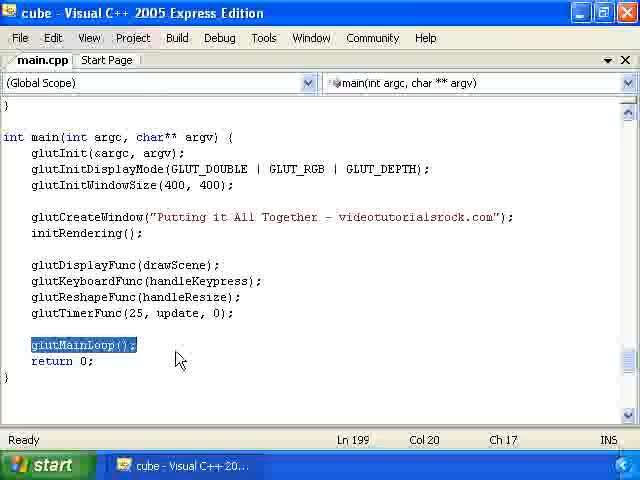 cube - Visual C++ 2005 Express Edition
File Edit View Project Build Debug Tools Window Community Help
main.cpp Start Page
(Global Scope) main(int argc, char ** argv)
}
int main(int argc, char** argv) {
glutInit(&argc, argv);
glutInitDisplayMode(GLUT_DOUBLE | GLUT_RGB | GLUT_DEPTH);
glutInitWindowSize(400, 400);
glutCreateWindow("Putting it All Together - videotutorialsrock.com");
initRendering();
glutDisplayFunc(drawScene);
glutKeyboardFunc(handleKeypress);
glutReshapeFunc(handleResize);
glutTimerFunc(25, update, 0);
glutMainLoop();
return 0;
}
Ready Ln 199 Col 20 Ch 17 INS
start cube - Visual C++ 20...